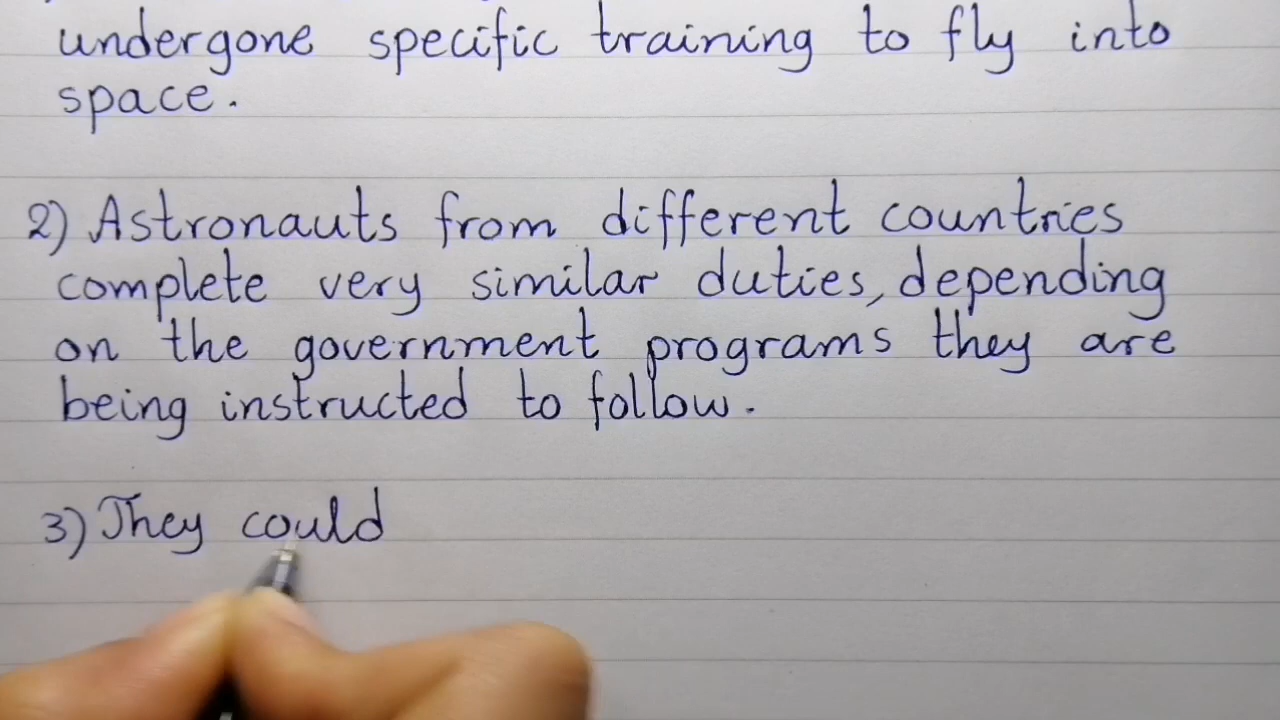 undergone specific training to fly into
space.
2) Astronauts from different countries
complete very similar duties, depending
on the government programs they are
being instructed to follow.
3) They could